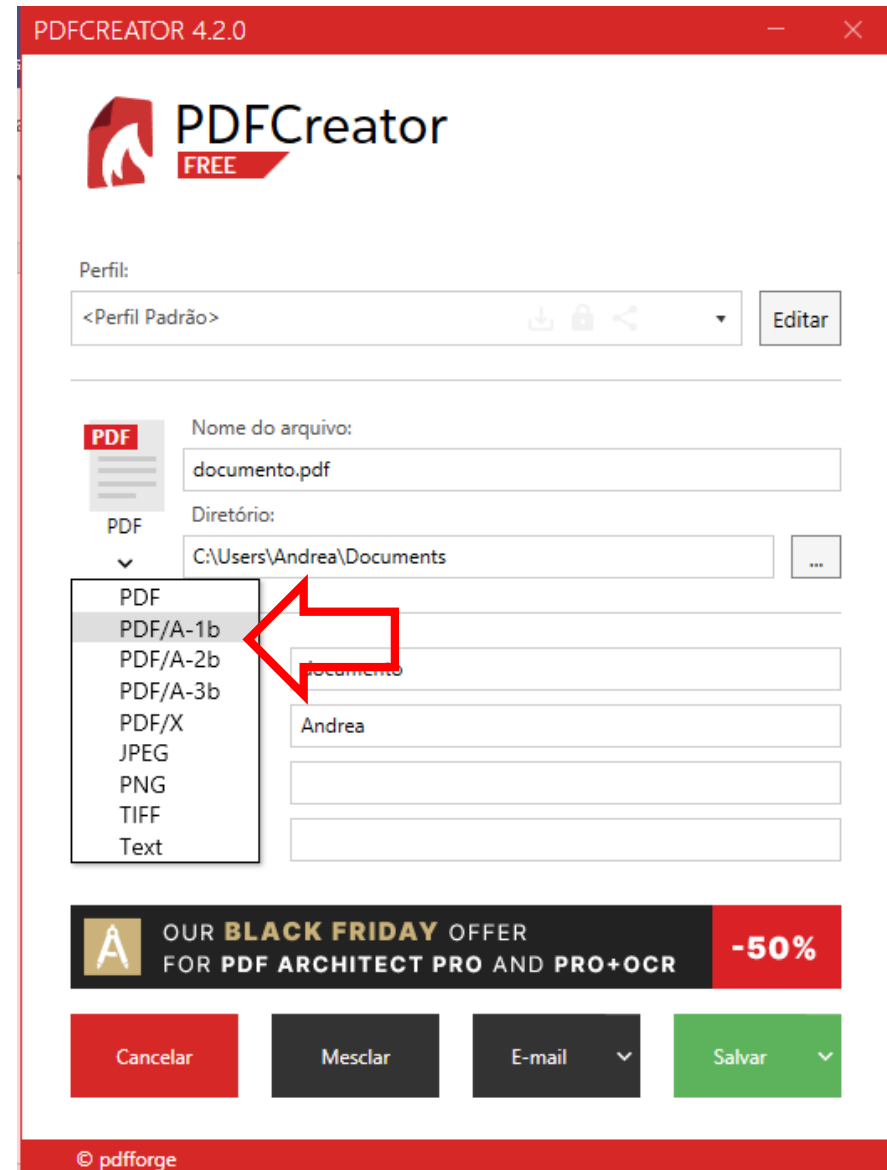 PDFCREATOR 4.2.0
PDFCreator
FREE
Perfil:
<Perfil Padrão>
Editar
PDF
Nome do arquivo:
documento.pdf
PDF
Diretório:
C:\Users\Andrea\Documents
...
PDF
PDF/A-1b
PDF/A-2b
PDF/A-3b
PDF/X
JPEG
PNG
TIFF
Text
documento
Andrea
OUR BLACK FRIDAY OFFER
FOR PDF ARCHITECT PRO AND PRO+OCR
-50%
Cancelar
Mesclar
E-mail
Salvar
© pdfforge